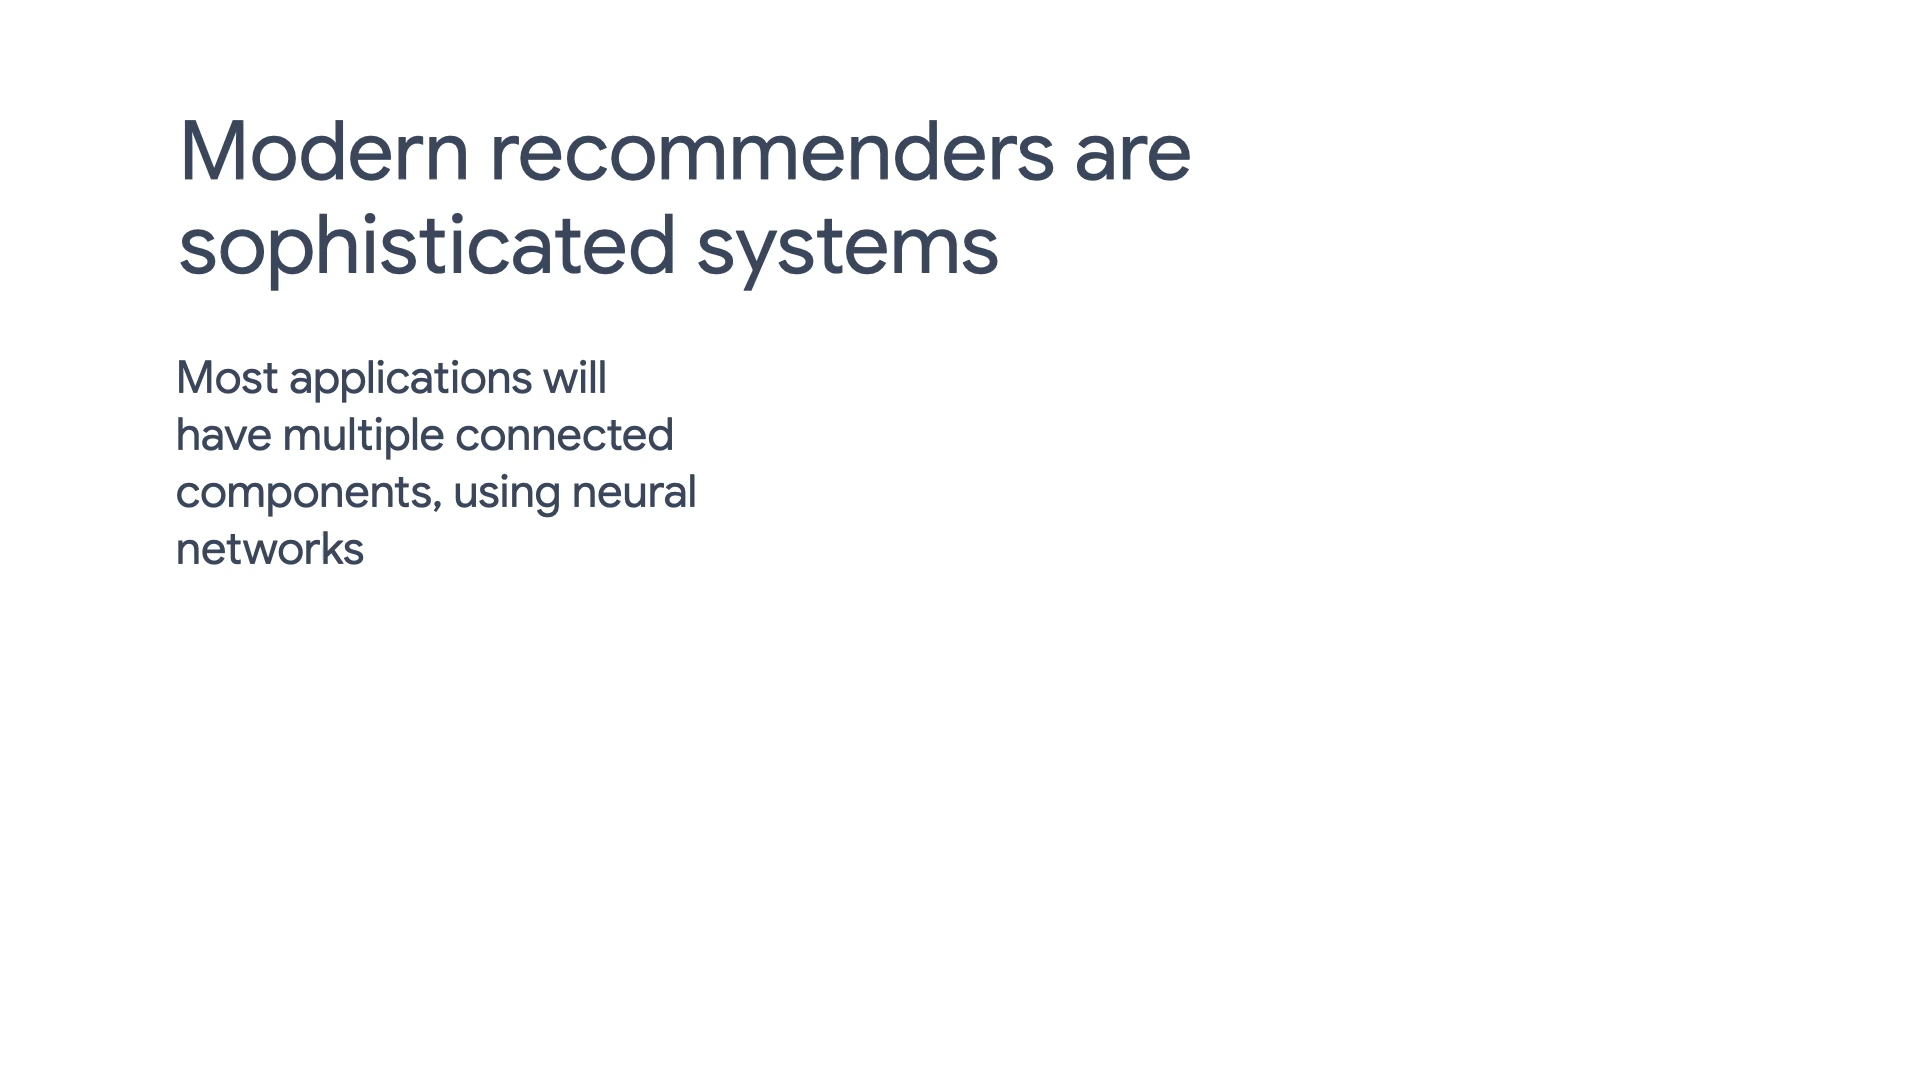 Modern recommenders are
sophisticated systems
Most applications will
have multiple connected
components, using neural
networks